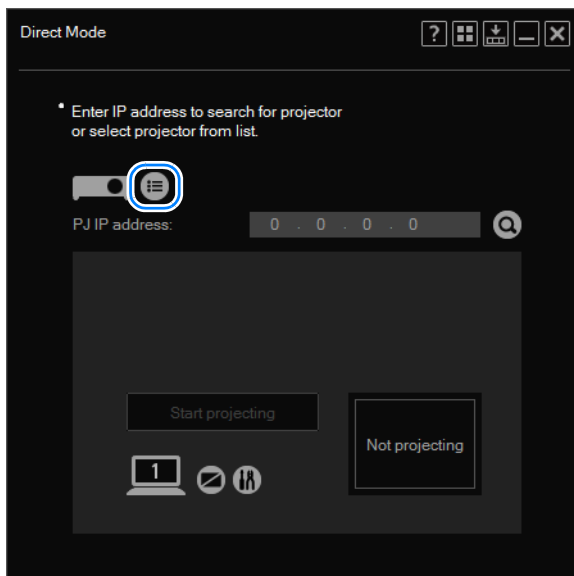 Direct Mode
?
Enter IP address to search for projector
or select projector from list.
PJ IP address:
0 . 0 . 0 . 0
Start projecting
Not projecting
1